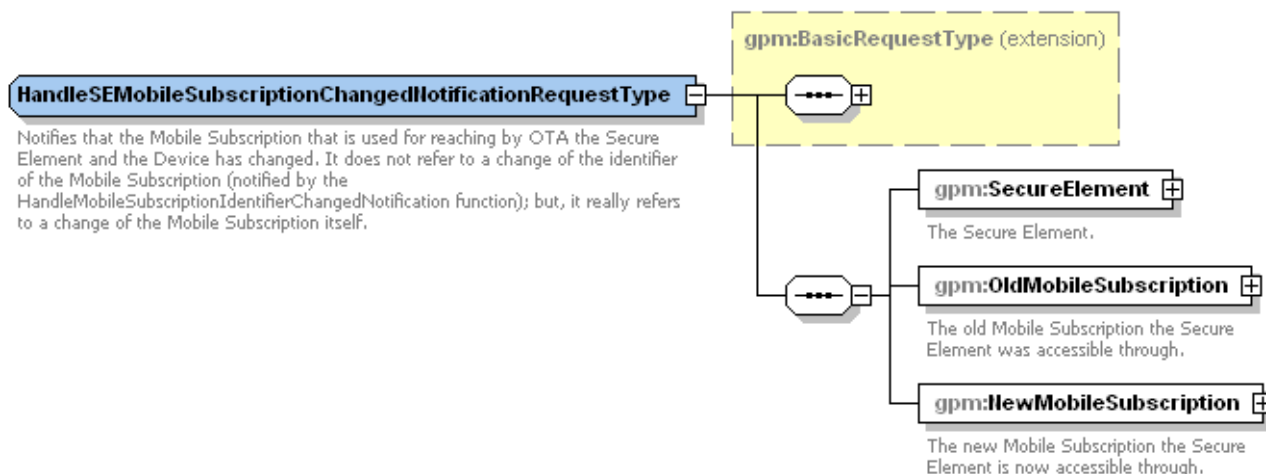 gpm:BasicRequestType (extension)
HandleSEMobileSubscriptionChangedNotificationRequestType
Notifies that the Mobile Subscription that is used for reaching by OTA the Secure
Element and the Device has changed. It does not refer to a change of the identifier
of the Mobile Subscription (notified by the
HandleMobileSubscriptionIdentifierChangedNotification function); but, it really refers
to a change of the Mobile Subscription itself.
gpm:SecureElement
The Secure Element.
gpm:OldMobileSubscription
The old Mobile Subscription the Secure
Element was accessible through.
gpm:NewMobileSubscription
The new Mobile Subscription the Secure
Element is now accessible through.